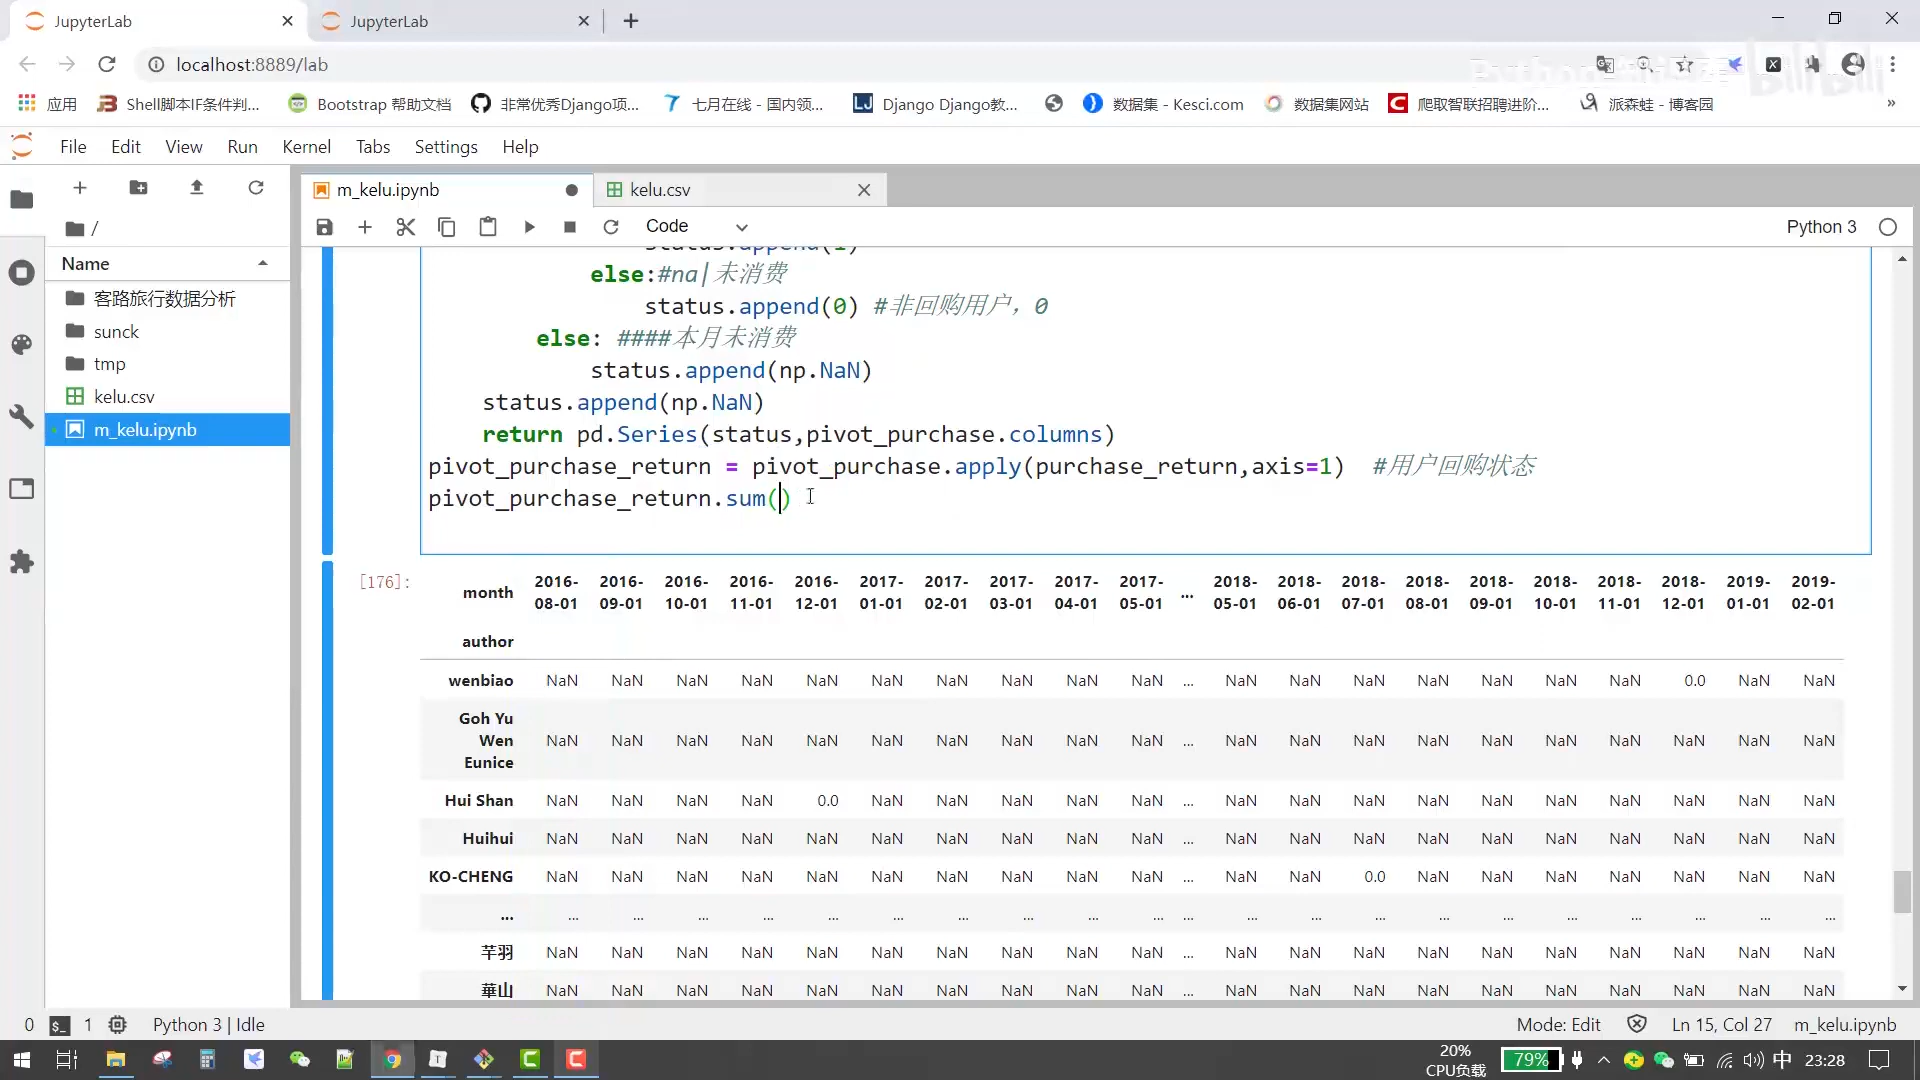 JupyterLab
JupyterLab
localhost:8889/lab
bilibili
应用
Shell脚本IF条件判...
Bootstrap 帮助文档
非常优秀Django项...
七月在线 - 国内领...
Django Django教...
数据集 - Kesci.com
数据集网站
爬取智联招聘进阶...
派森蛙 - 博客园
»
File Edit View Run Kernel Tabs Settings Help
m_kelu.ipynb
kelu.csv
/
Code
Python 3
Name
客路旅行数据分析
sunck
tmp
kelu.csv
m_kelu.ipynb
status.append(1)
else:#na|未消费
status.append(0) #非回购用户，0
else: ####本月未消费
status.append(np.NaN)
status.append(np.NaN)
return pd.Series(status,pivot_purchase.columns)
pivot_purchase_return = pivot_purchase.apply(purchase_return,axis=1) #用户回购状态
pivot_purchase_return.sum()
[176]:
month 2016-08-01 2016-09-01 2016-10-01 2016-11-01 2016-12-01 2017-01-01 2017-02-01 2017-03-01 2017-04-01 2017-05-01 ... 2018-05-01 2018-06-01 2018-07-01 2018-08-01 2018-09-01 2018-10-01 2018-11-01 2018-12-01 2019-01-01 2019-02-01
author
wenbiao NaN NaN NaN NaN NaN NaN NaN NaN NaN NaN ... NaN NaN NaN NaN NaN NaN NaN 0.0 NaN NaN
Goh Yu Wen Eunice NaN NaN NaN NaN NaN NaN NaN NaN NaN NaN ... NaN NaN NaN NaN NaN NaN NaN NaN NaN NaN
Hui Shan NaN NaN NaN NaN 0.0 NaN NaN NaN NaN NaN ... NaN NaN NaN NaN NaN NaN NaN NaN NaN NaN
Huihui NaN NaN NaN NaN NaN NaN NaN NaN NaN NaN ... NaN NaN NaN NaN NaN NaN NaN NaN NaN NaN
KO-CHENG NaN NaN NaN NaN NaN NaN NaN NaN NaN NaN ... NaN NaN 0.0 NaN NaN NaN NaN NaN NaN NaN
... ... ... ... ... ... ... ... ... ... ... ... ... ... ... ... ... ... ... ... ... ...
芊羽 NaN NaN NaN NaN NaN NaN NaN NaN NaN NaN ... NaN NaN NaN NaN NaN NaN NaN NaN NaN NaN
華山 NaN NaN NaN NaN NaN NaN NaN NaN NaN NaN ... NaN NaN NaN NaN NaN NaN NaN NaN NaN NaN
0 1 Python 3 | Idle
Mode: Edit Ln 15, Col 27 m_kelu.ipynb
20%
CPU负载
79%
中
23:28